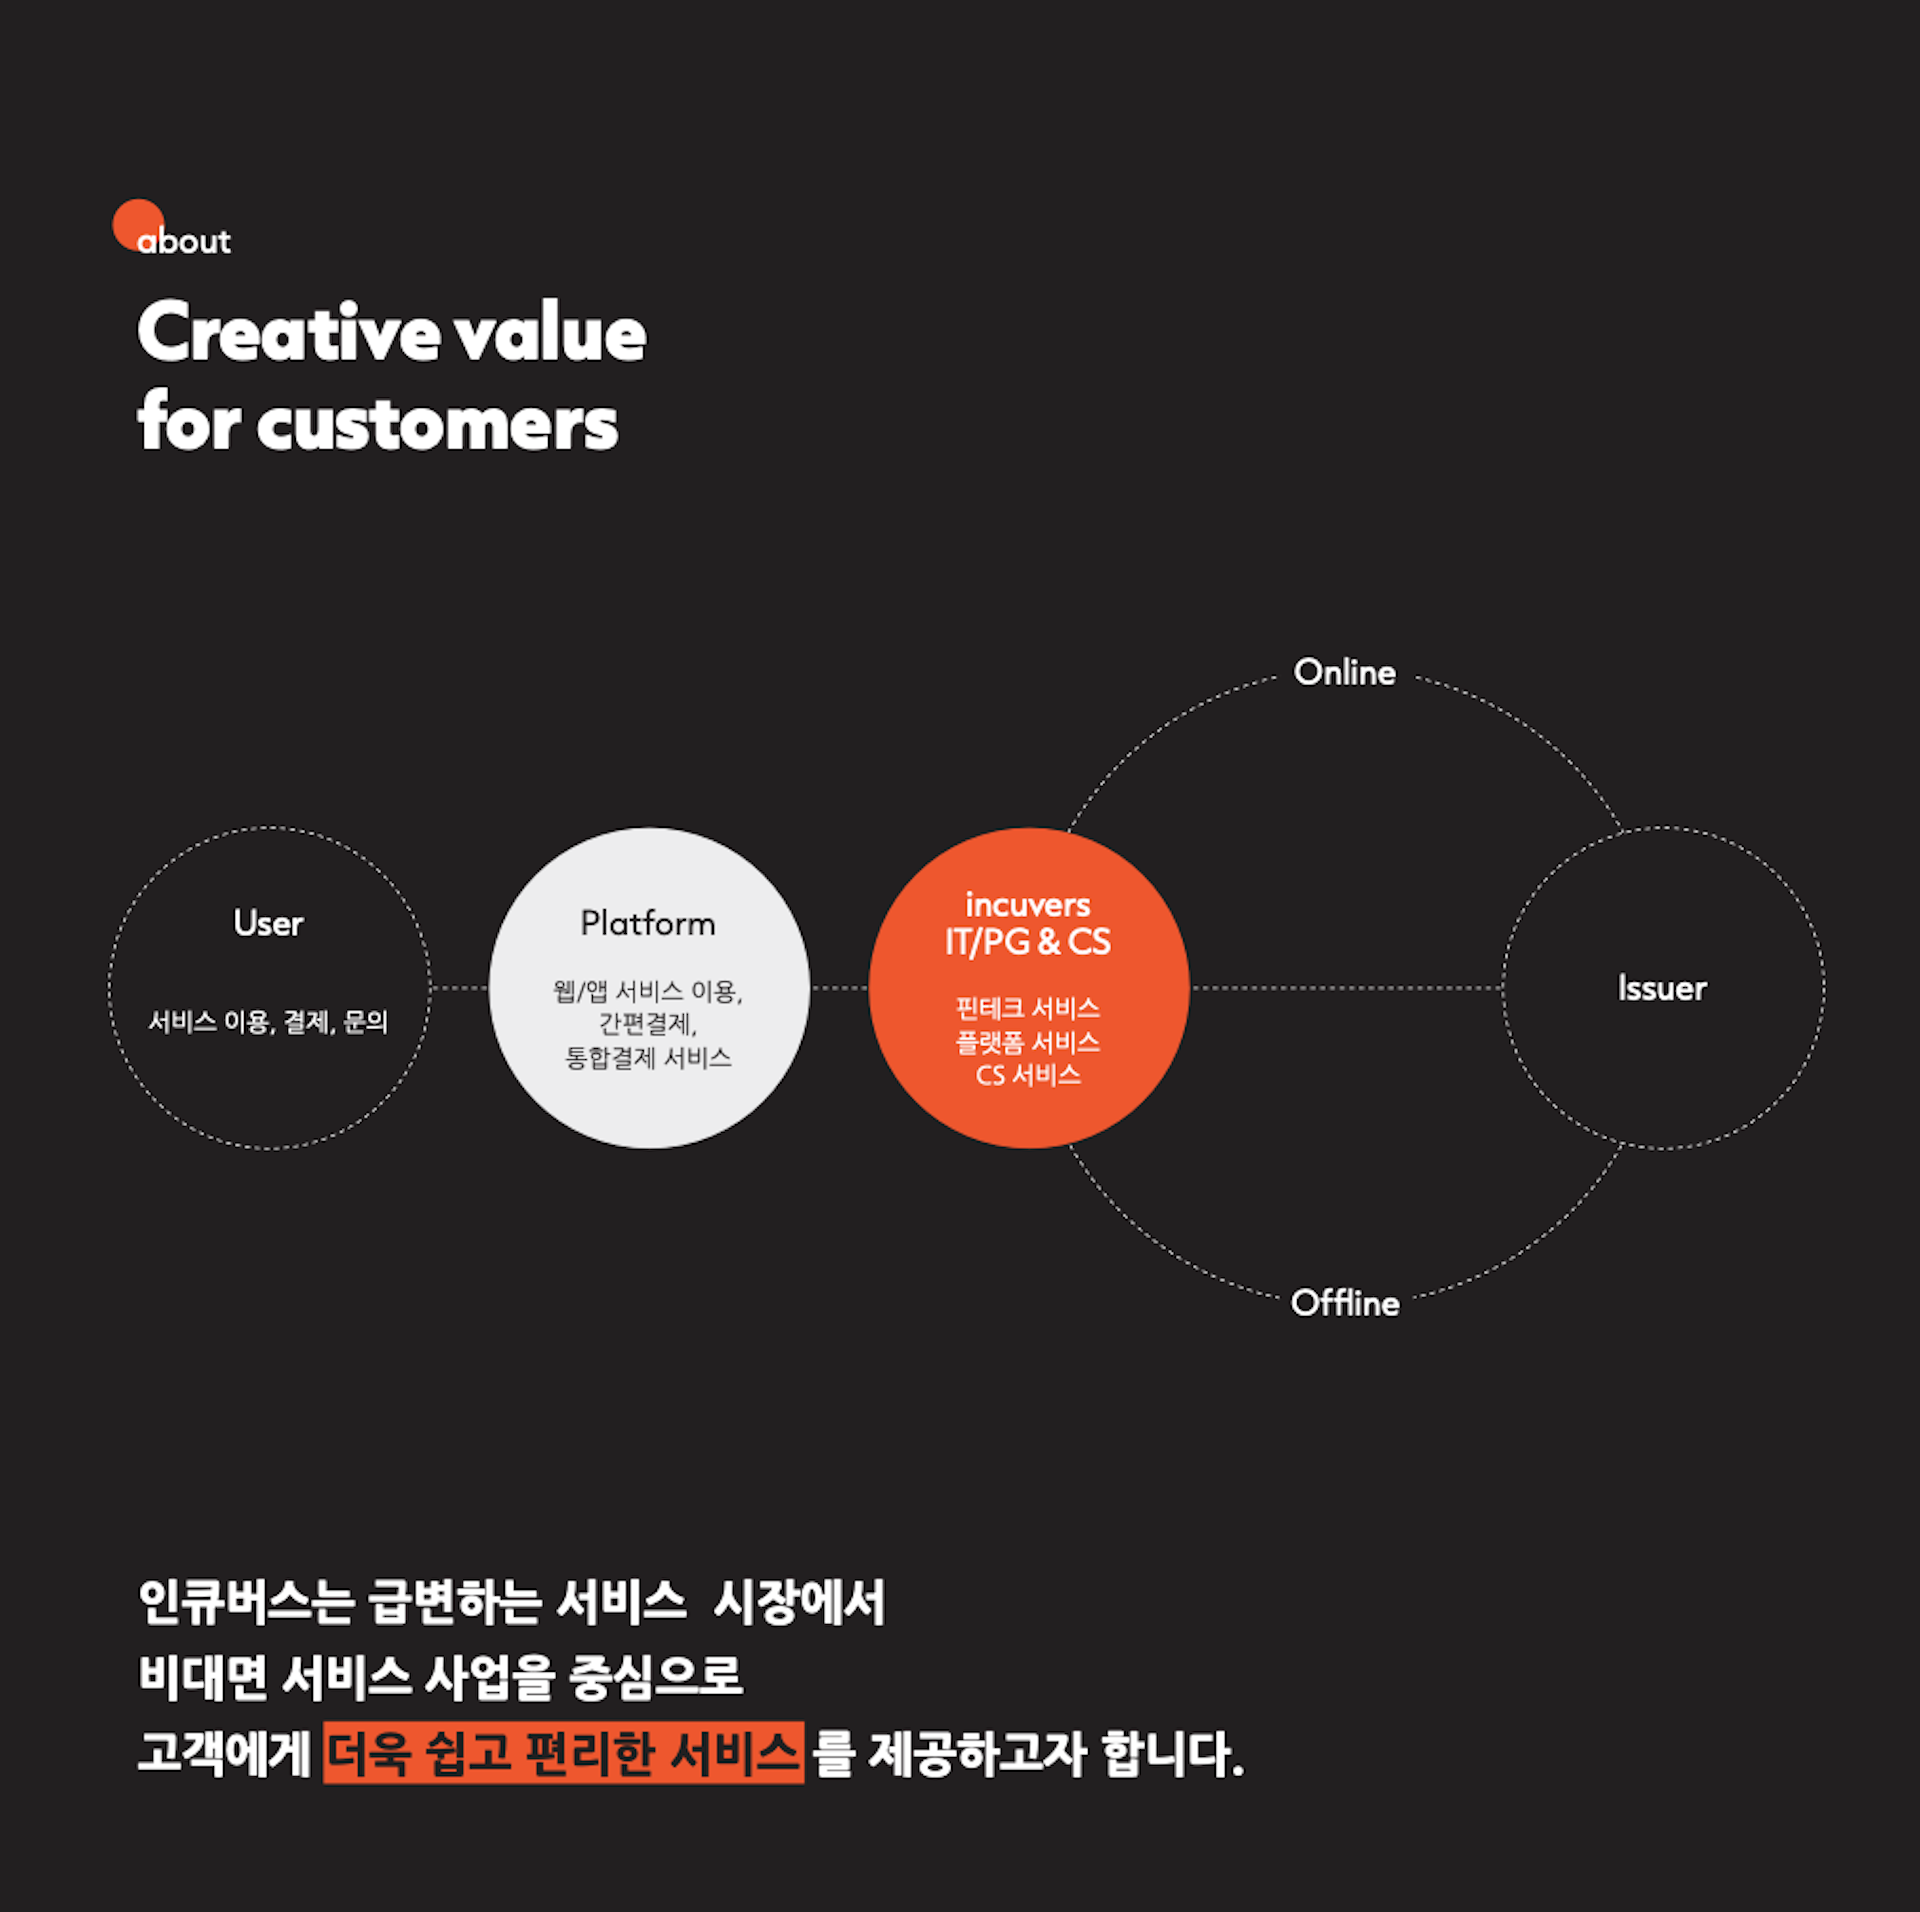 about
Creative value
for customers
Online
User
서비스 이용, 결제, 문의
Platform
웹/앱 서비스 이용,
간편결제,
통합결제 서비스
incuvers
IT/PG & CS
핀테크 서비스
플랫폼 서비스
CS 서비스
Issuer
Offline
인큐버스는 급변하는 서비스 시장에서
비대면 서비스 사업을 중심으로
고객에게 더욱 쉽고 편리한 서비스를 제공하고자 합니다.